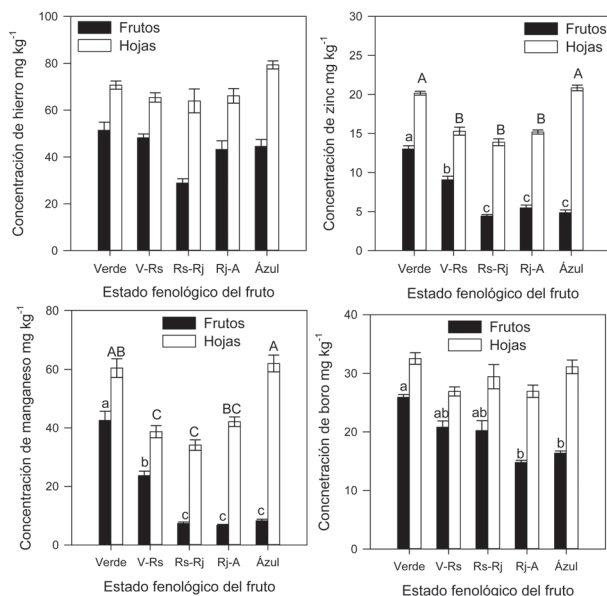 Concentración de hierro mg kg-1
100
80
60
40
20
0
Frutos
Hojas
Verde V-Rs Rs-Rj Rj-A Ázul
Estado fenológico del fruto
Concentración de zinc mg kg-1
30
25
20
15
10
5
0
Frutos
Hojas
A B B B A
a b c c c
Verde V-Rs Rs-Rj Rj-A Ázul
Estado fenológico del fruto
Concentración de manganeso mg kg-1
80
60
40
20
0
Frutos
Hojas
AB C C BC A
a b c c c
Verde V-Rs Rs-Rj Rj-A Ázul
Estado fenológico del fruto
Concnetración de boro mg kg-1
40
30
20
10
0
Frutos
Hojas
a ab ab b b
Verde V-Rs Rs-Rj Rj-A Ázul
Estado fenológico del fruto